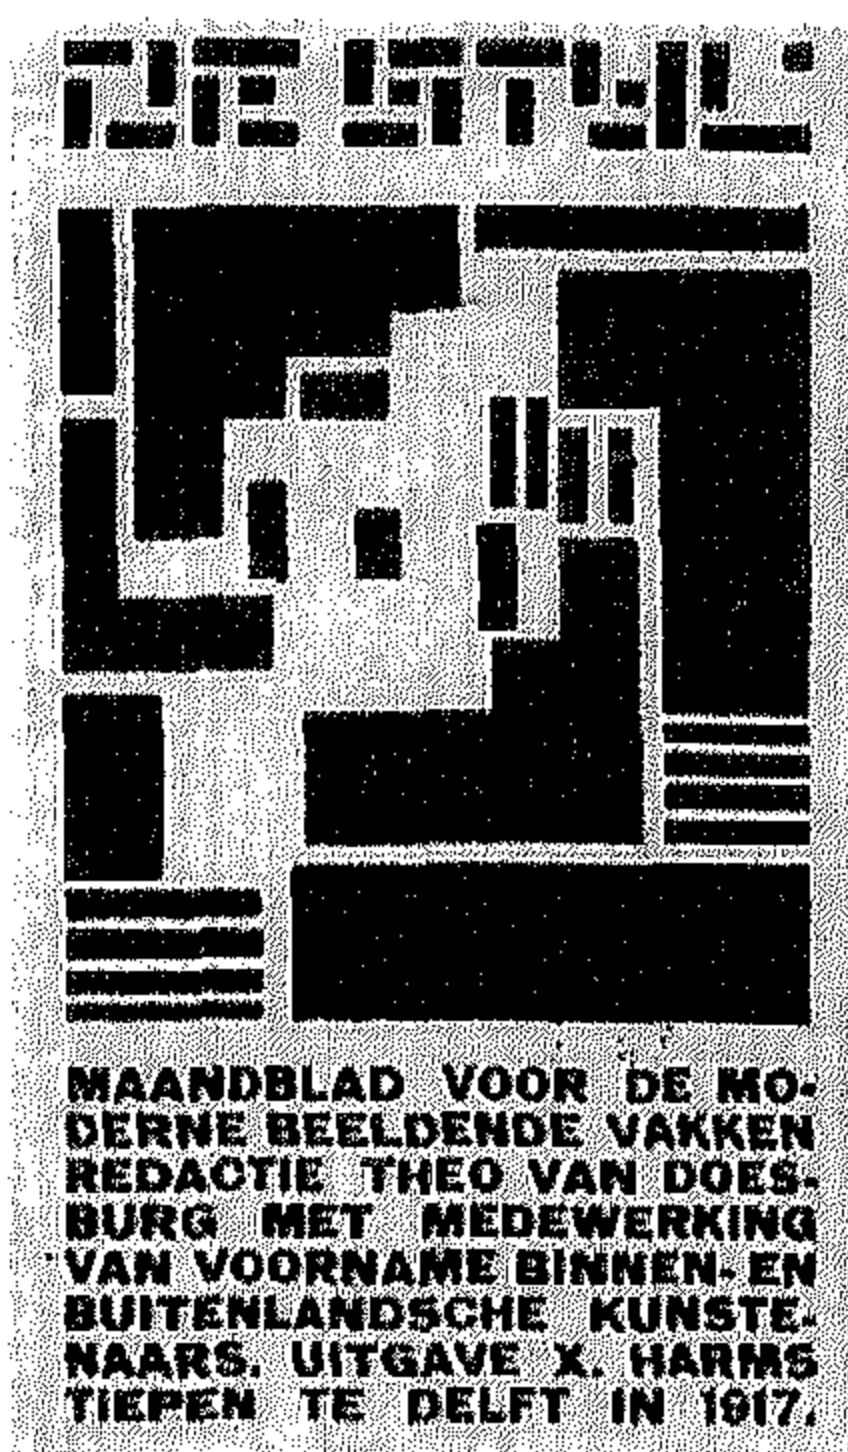 DE STYL
MAANDBLAD VOOR DE MO-
DERNE BEELDENDE VAKKEN
REDACTIE THEO VAN DOES-
BURG MET MEDEWERKING
VAN VOORNAME BINNEN- EN
BUITENLANDSCHE KUNSTE-
NAARS. UITGAVE X. HARMS
TIEPEN TE DELFT IN 1917.